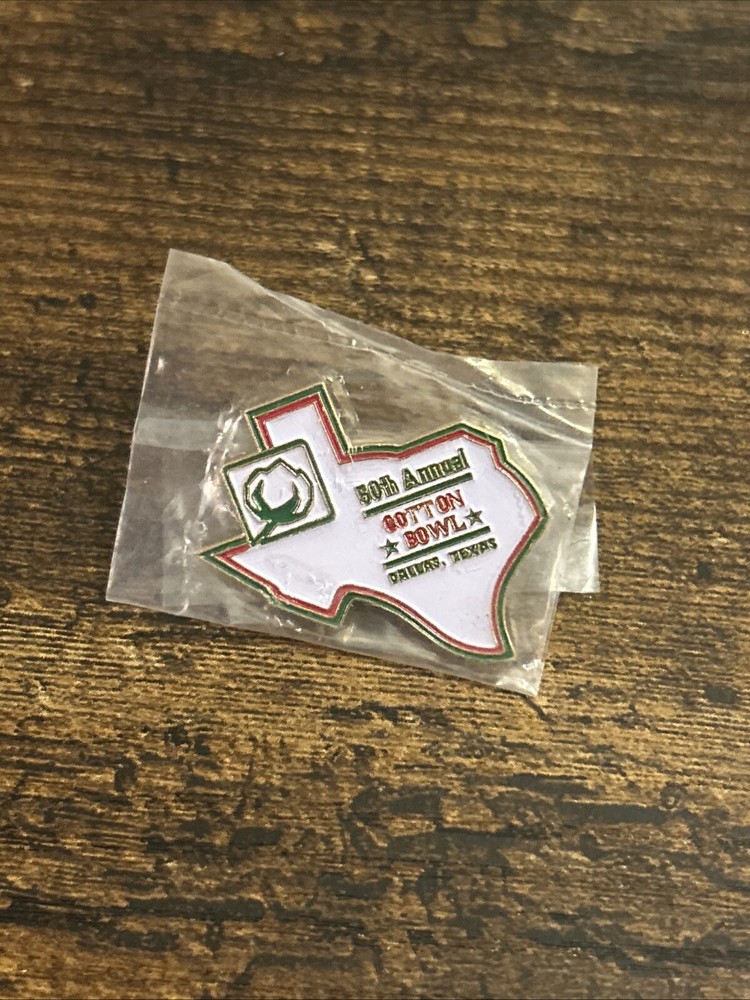 50th Annual
COTTON
BOWL
DALLAS, TEXAS